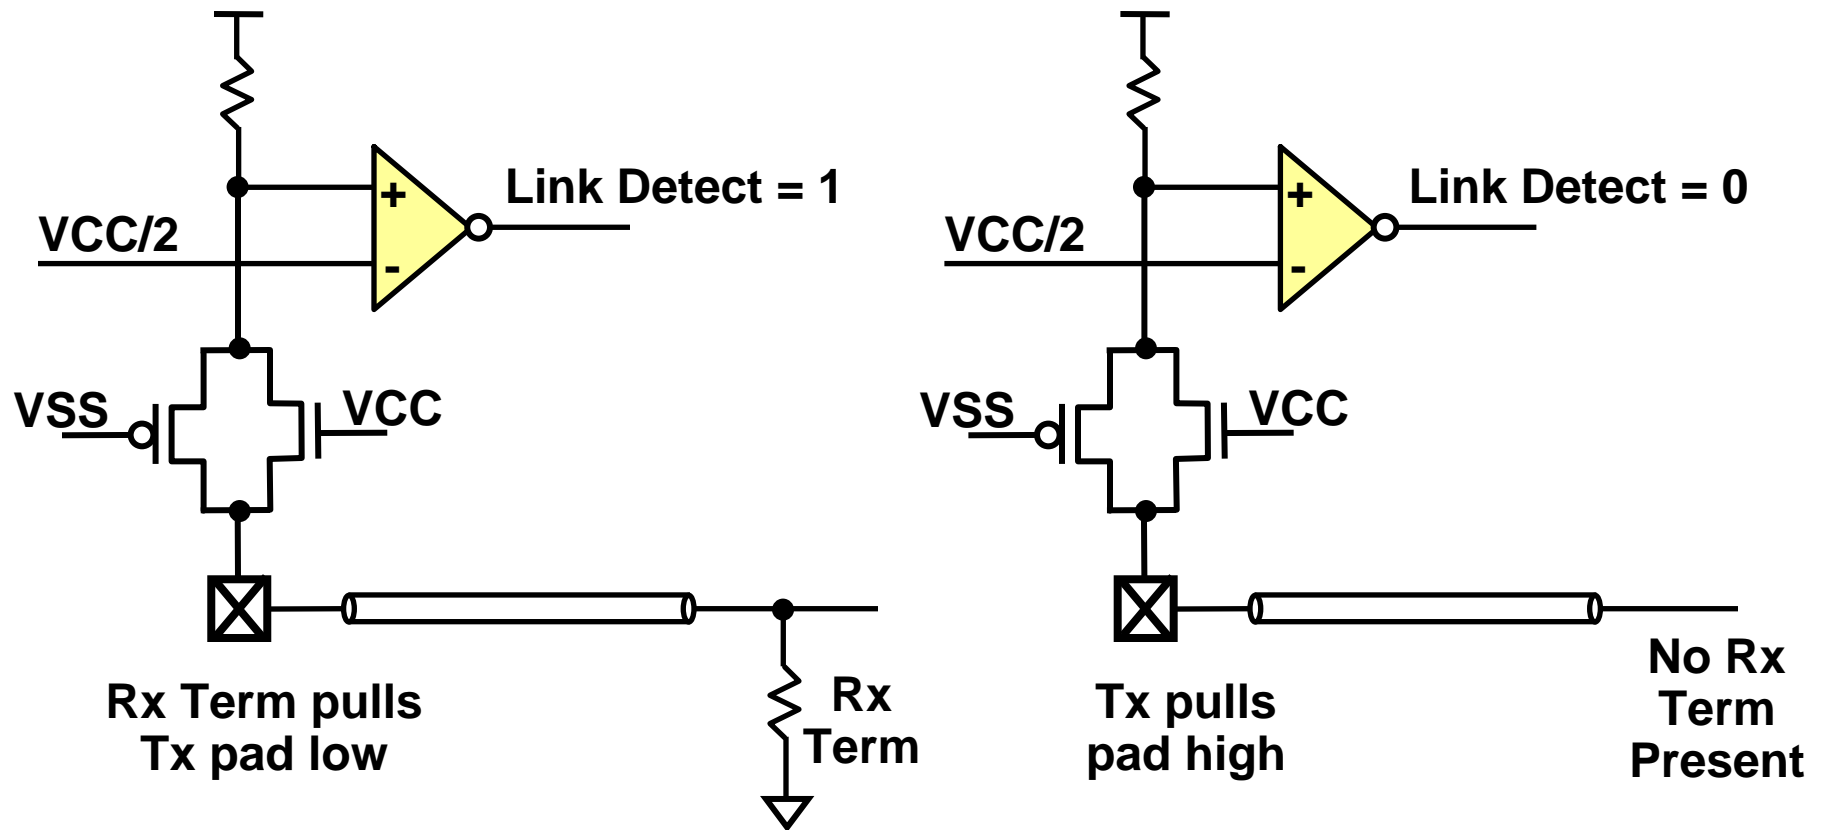 Link Detect = 1
+
VCC/2
-
VSS
VCC
Rx Term pulls
Tx pad low
Rx
Term
Link Detect = 0
+
VCC/2
-
VSS
VCC
Tx pulls
pad high
No Rx
Term
Present